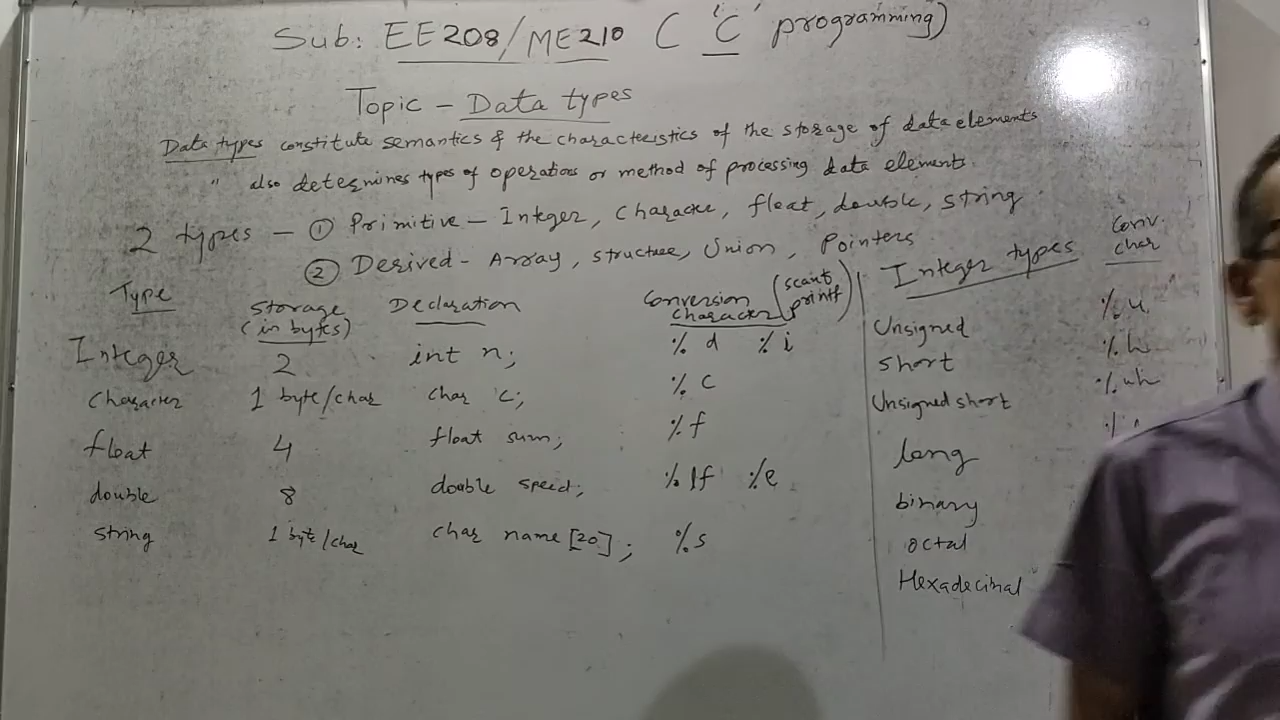 Sub: EE208/ME210 ( 'C' programming)
Topic - Data types
Data types constitute semantics & the characteristics of the storage of data elements
" also determines types of operations or method of processing data elements.
2 types - ① Primitive - Integer, Character, float, double, string
② Derived - Array, structure, Union, Pointers
Type Storage (in bytes) Declaration Conversion character (scanf, printf)
Integer 2 int n; % d % i
Character 1 byte/char char c; % c
float 4 float sum; % f
double 8 double speed; % lf % e
string 1 byte/char char name [20]; % s
Integer types Conv. char
Unsigned % u
short % h
Unsigned short % uh
long %
binary
octal
Hexadecimal